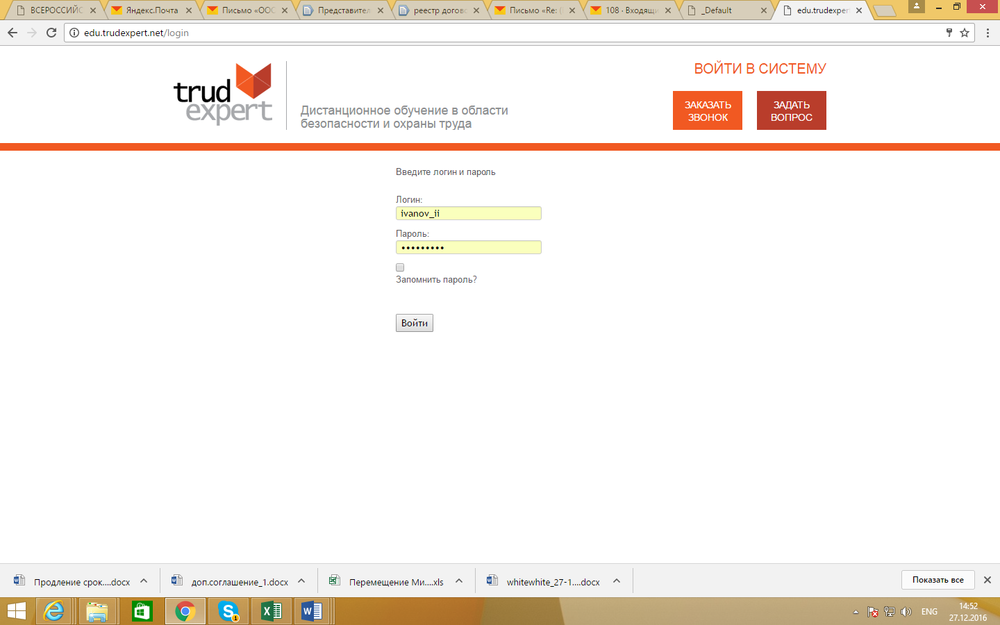 ВСЕРОССИЙС
Яндекс.Почта
Письмо «ООС
Представител
реестр догово
Письмо «Re: (
108 · Входящи
_Default
edu.trudexper
edu.trudexpert.net/login
trud
expert
Дистанционное обучение в области
безопасности и охраны труда
ВОЙТИ В СИСТЕМУ
ЗАКАЗАТЬ
ЗВОНОК
ЗАДАТЬ
ВОПРОС
Введите логин и пароль
Логин:
ivanov_ii
Пароль:
•••••••••
Запомнить пароль?
Войти
Продление срок....docx
доп.соглашение_1.docx
Перемещение Ми....xls
whitewhite_27-1....docx
Показать все
1
ENG
14:52
27.12.2016